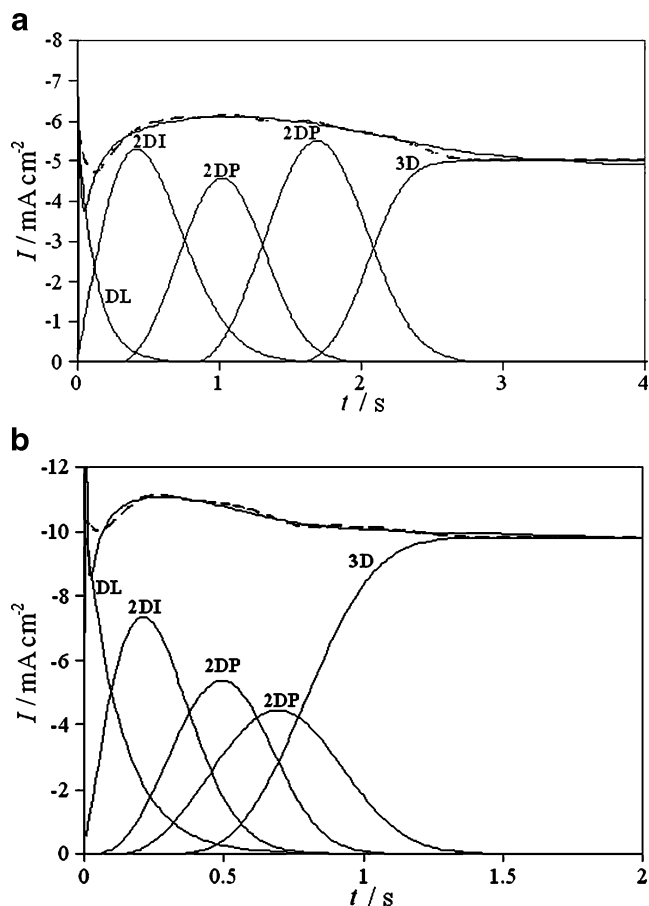 a
-8
-7
-6
-5
-4
-3
-2
-1
0
I / mA cm-2
2DI
2DP
2DP
3D
DL
0 1 2 3 4
t / s
b
-12
-10
-8
-6
-4
-2
0
I / mA cm-2
DL
2DI
2DP
2DP
3D
0 0.5 1 1.5 2
t / s